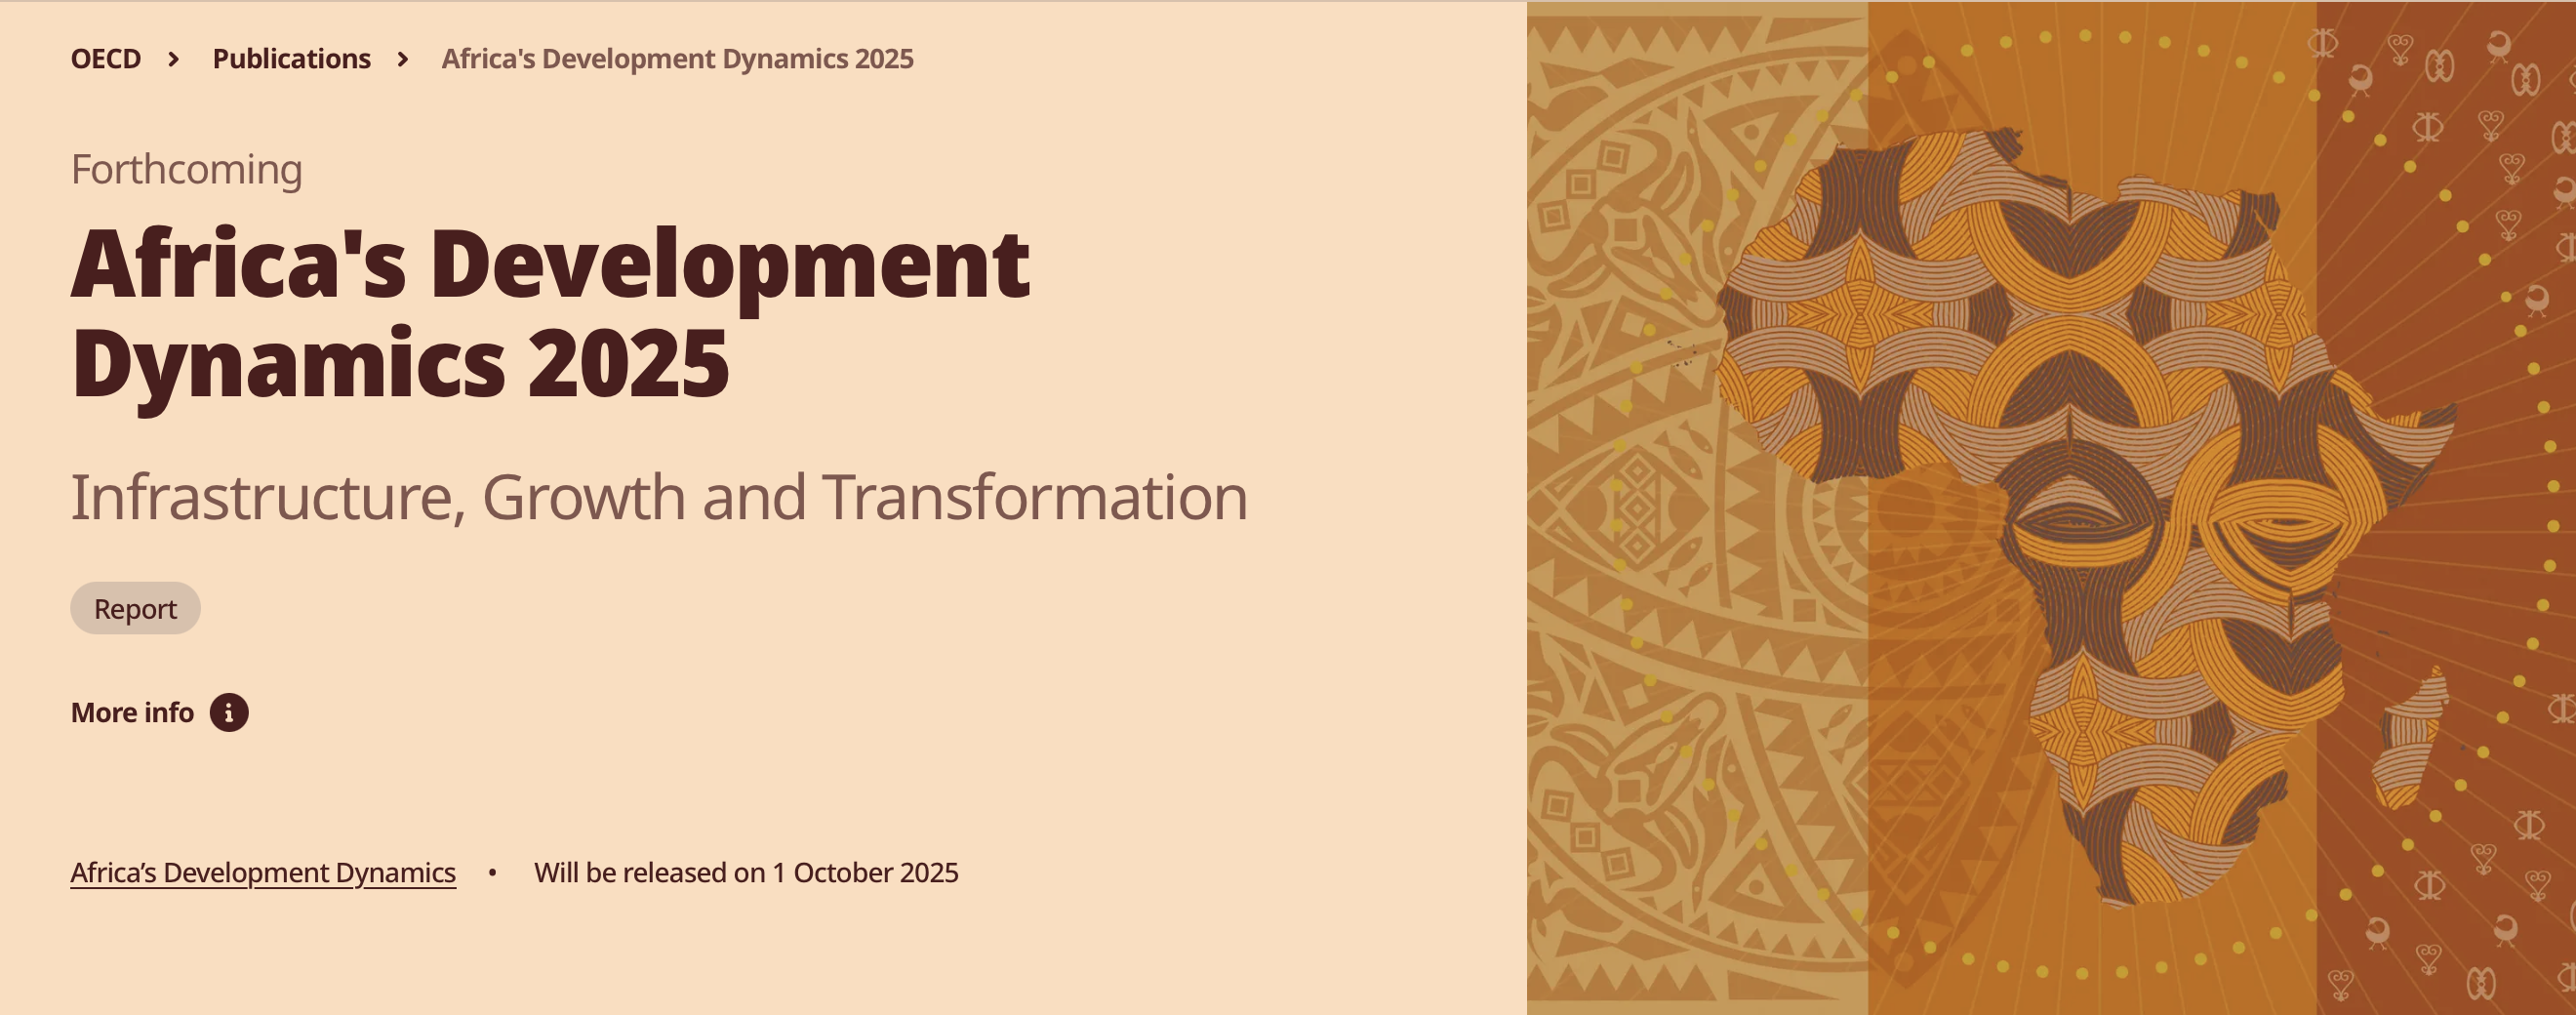 OECD > Publications > Africa's Development Dynamics 2025
Forthcoming
Africa's Development
Dynamics 2025
Infrastructure, Growth and Transformation
Report
More info
Africa’s Development Dynamics • Will be released on 1 October 2025